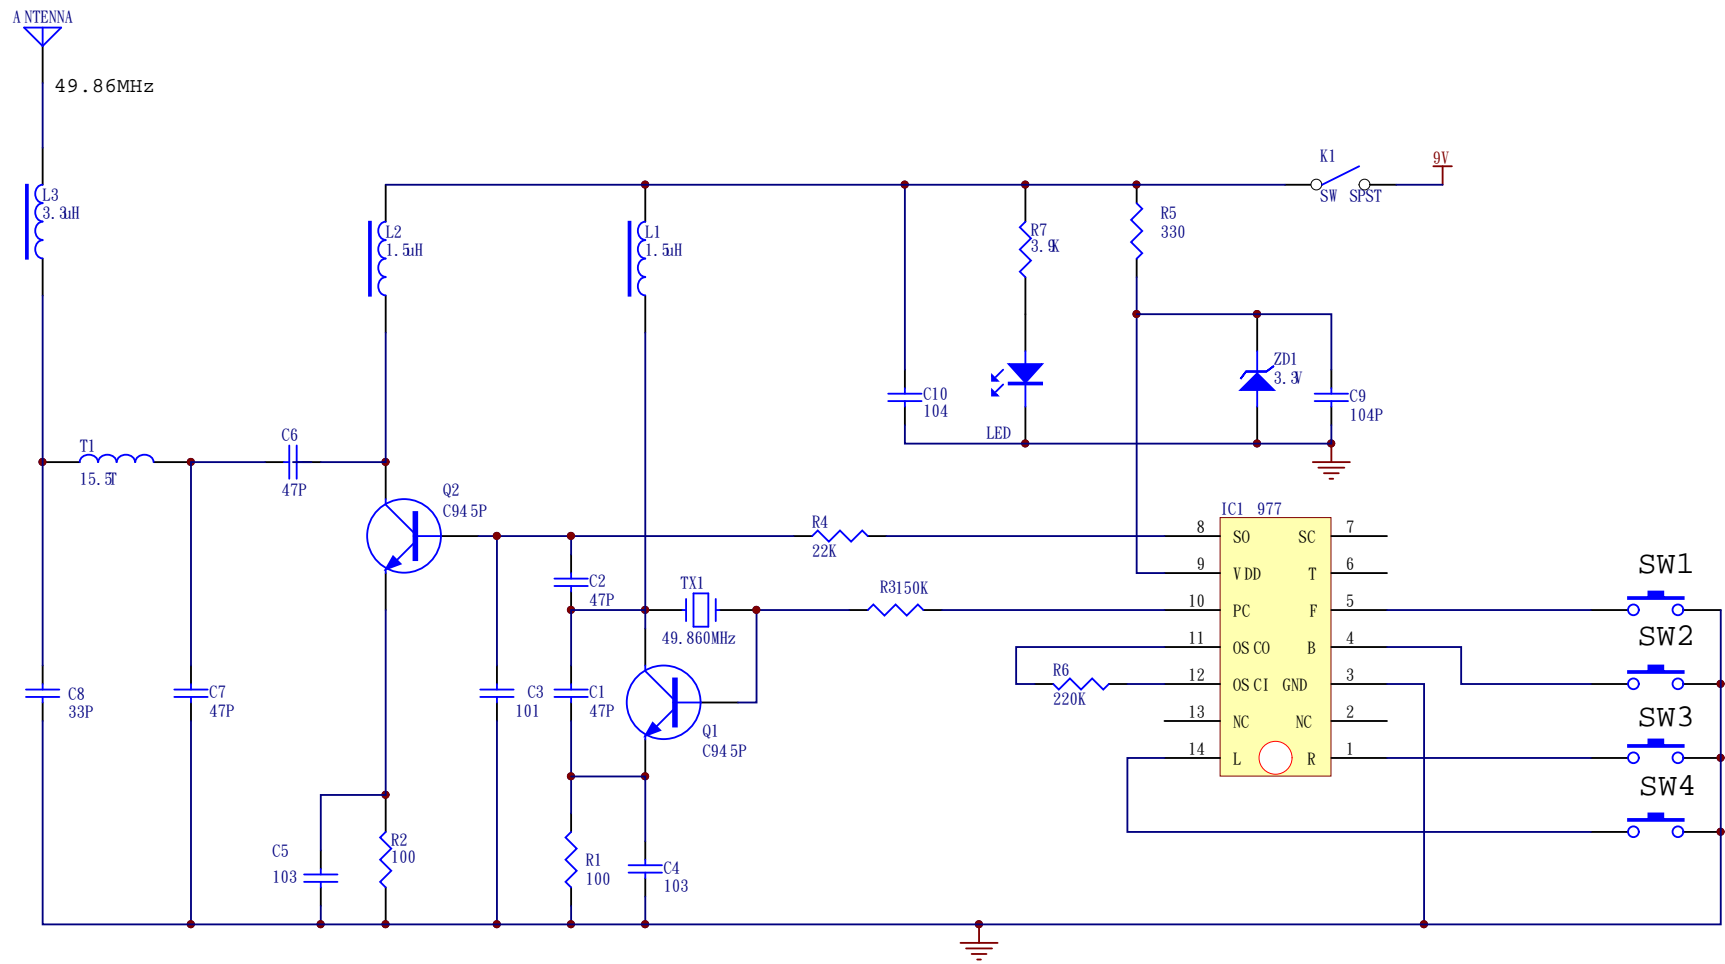 A NTENNA
49.86MHz
L3
3.3uH
L2
1.5uH
L1
1.5uH
K1
SW SPST
9V
R7
3.9K
R5
330
C10
104
LED
ZD1
3.3V
C9
104P
T1
15.5T
C6
47P
Q2
C945P
R4
22K
IC1 977
8 SO SC 7
9 VDD T 6
10 PC F 5
11 OSCO B 4
12 OSCI GND 3
13 NC NC 2
14 L R 1
C2
47P
TX1
49.860MHz
R3150K
R6
220K
SW1
SW2
SW3
SW4
C8
33P
C7
47P
C3
101
C1
47P
Q1
C945P
C5
103
R2
100
R1
100
C4
103